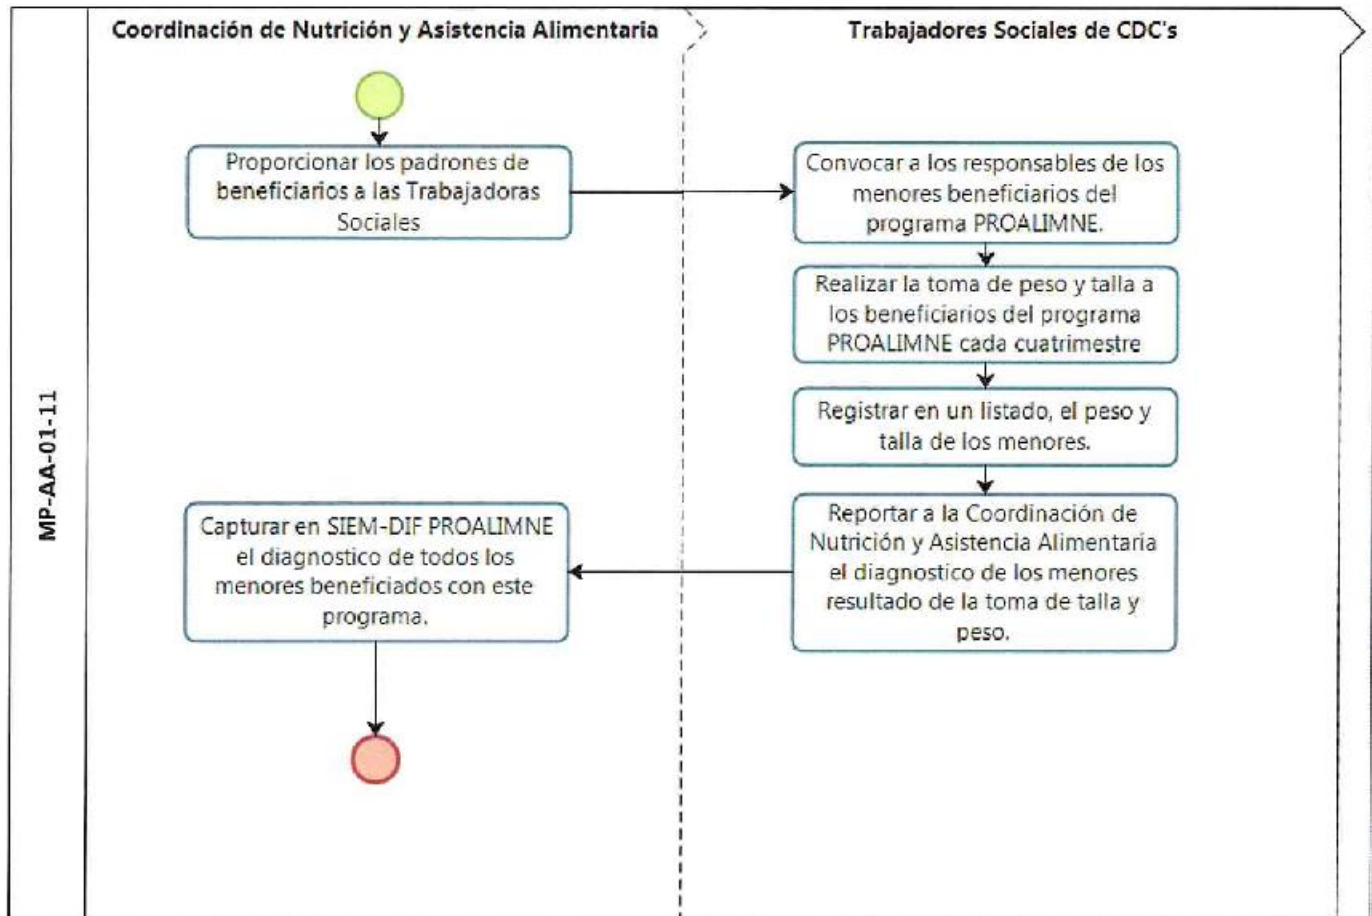 Coordinación de Nutrición y Asistencia Alimentaria
Trabajadores Sociales de CDC's
MP-AA-01-11
Proporcionar los padrones de
beneficiarios a las Trabajadoras
Sociales
Convocar a los responsables de los
menores beneficiarios del
programa PROALIMNE.
Realizar la toma de peso y talla a
los beneficiarios del programa
PROALIMNE cada cuatrimestre
Registrar en un listado, el peso y
talla de los menores.
Reportar a la Coordinación de
Nutrición y Asistencia Alimentaria
el diagnostico de los menores
resultado de la toma de talla y
peso.
Capturar en SIEM-DIF PROALIMNE
el diagnostico de todos los
menores beneficiados con este
programa.